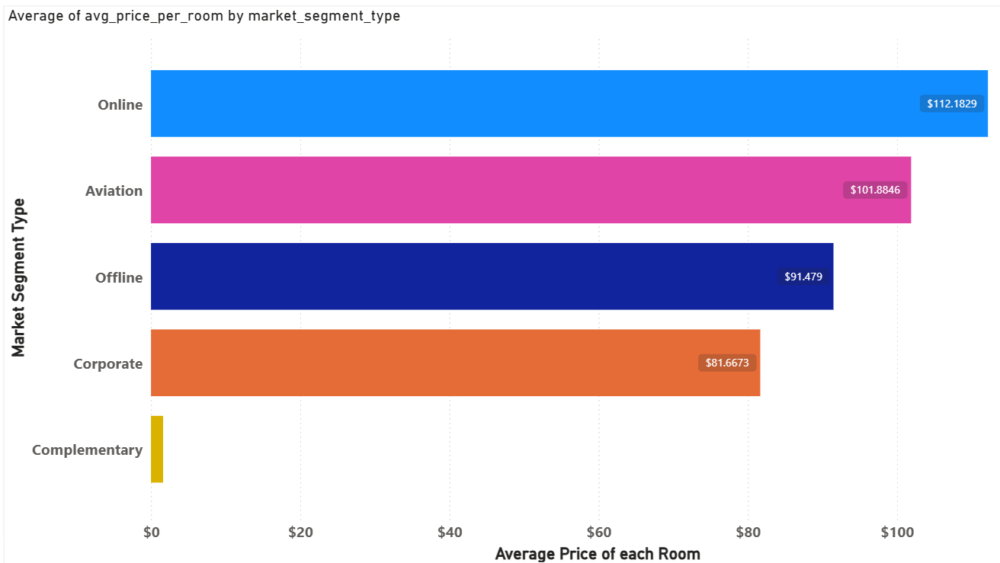 Average of avg_price_per_room by market_segment_type
Market Segment Type
Online
$112.1829
Aviation
$101.8846
Offline
$91.479
Corporate
$81.6673
Complementary
$0 $20 $40 $60 $80 $100
Average Price of each Room